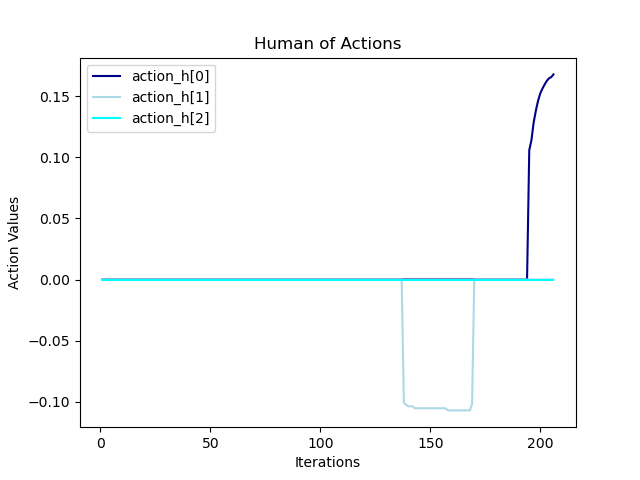 Human of Actions
action_h[0]
action_h[1]
action_h[2]
Action Values
0.15
0.10
0.05
0.00
−0.05
−0.10
0
50
100
150
200
Iterations